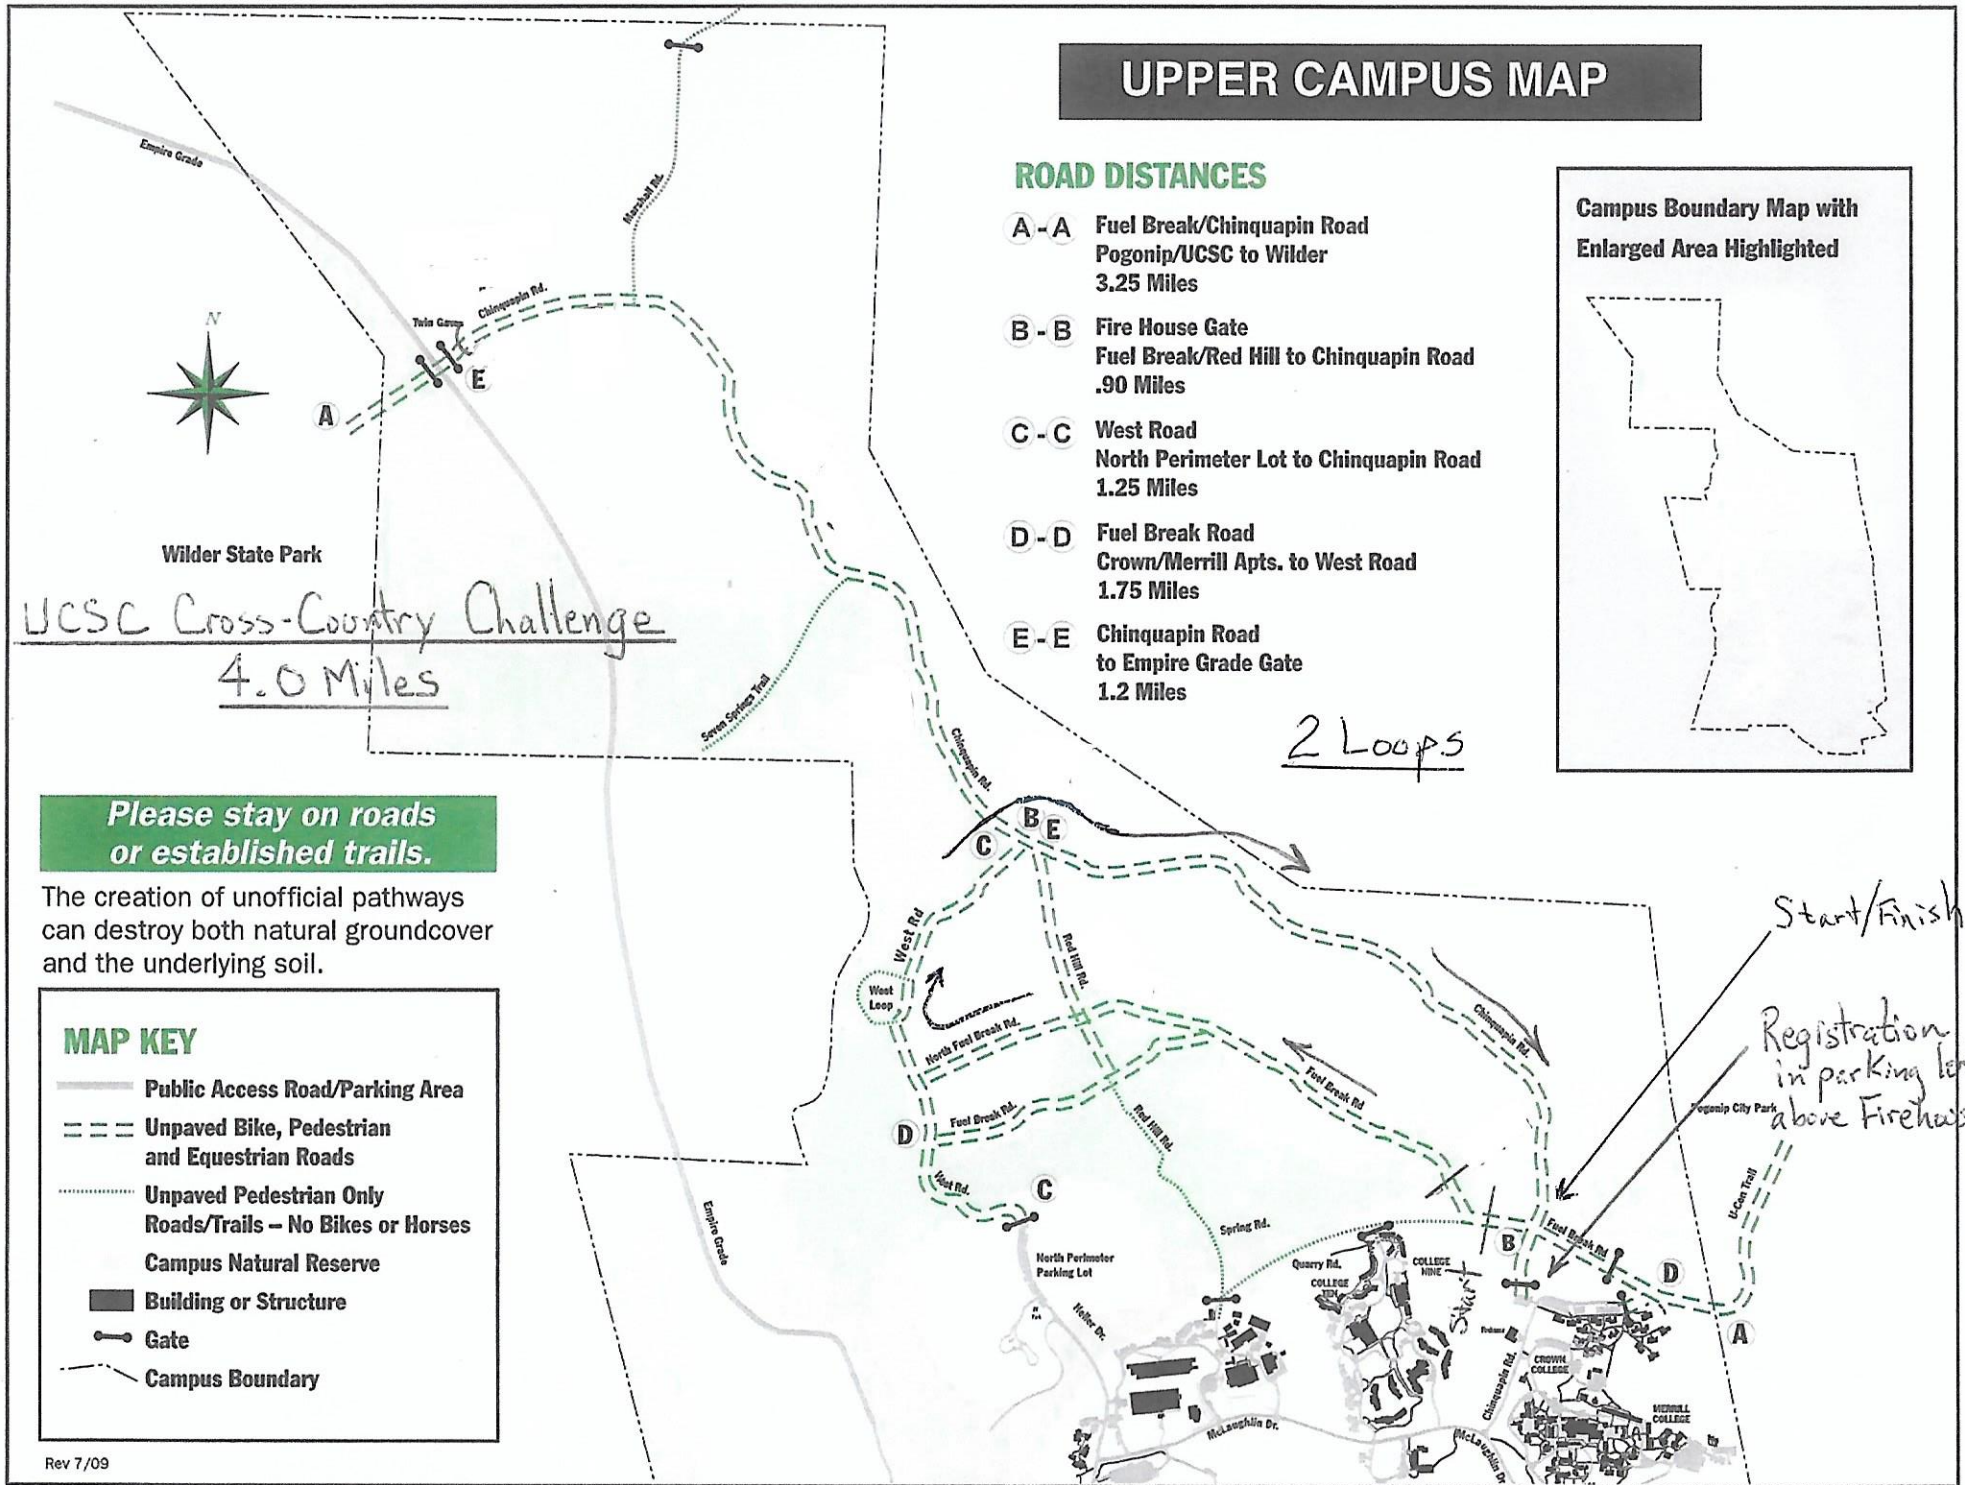 UPPER CAMPUS MAP
ROAD DISTANCES
A-A Fuel Break/Chinquapin Road
Pogonip/UCSC to Wilder
3.25 Miles
B-B Fire House Gate
Fuel Break/Red Hill to Chinquapin Road
.90 Miles
C-C West Road
North Perimeter Lot to Chinquapin Road
1.25 Miles
D-D Fuel Break Road
Crown/Merrill Apts. to West Road
1.75 Miles
E-E Chinquapin Road
to Empire Grade Gate
1.2 Miles
2 Loops
Campus Boundary Map with
Enlarged Area Highlighted
Empire Grade
Marshall Rd.
Chinquapin Rd.
Twin Gates
E
A
N
Wilder State Park
UCSC Cross-Country Challenge
4.0 Miles
Seven Springs Trail
Chinquapin Rd.
B
E
C
West Rd
West
Loop
Red Hill Rd.
North Fuel Break Rd.
Fuel Break Rd.
D
West Rd.
C
Red Hill Rd.
Fuel Break Rd
Chinquapin Rd.
Start/Finish
Registration
in parking
above
Pogonip City Park
U-Con Trail
Spring Rd.
B
Fuel Break Rd
D
A
Start
Quarry Rd.
COLLEGE
TEN
COLLEGE
NINE
North Perimeter
Parking Lot
Heller Dr.
Empire Grade
McLaughlin Dr.
Chinquapin Rd.
Firehouse
CROWN
COLLEGE
MERRILL
COLLEGE
McLaughlin Dr.
Please stay on roads
or established trails.
The creation of unofficial pathways
can destroy both natural groundcover
and the underlying soil.
MAP KEY
Public Access Road/Parking Area
Unpaved Bike, Pedestrian
and Equestrian Roads
Unpaved Pedestrian Only
Roads/Trails – No Bikes or Horses
Campus Natural Reserve
Building or Structure
Gate
Campus Boundary
Rev 7/09